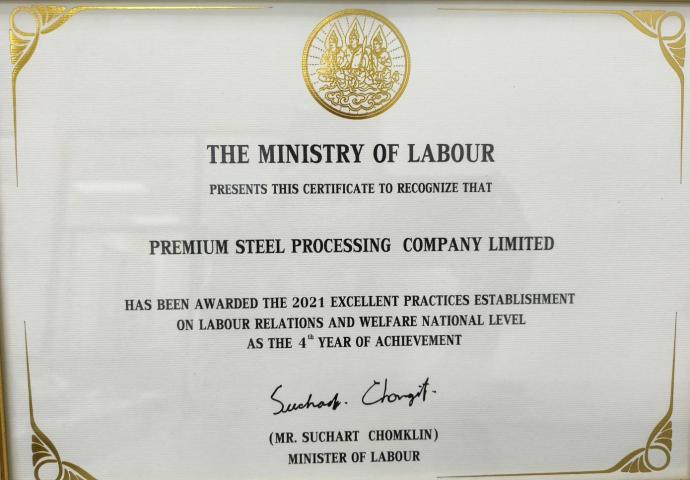 THE MINISTRY OF LABOUR
PRESENTS THIS CERTIFICATE TO RECOGNIZE THAT
PREMIUM STEEL PROCESSING COMPANY LIMITED
HAS BEEN AWARDED THE 2021 EXCELLENT PRACTICES ESTABLISHMENT
ON LABOUR RELATIONS AND WELFARE NATIONAL LEVEL
AS THE 4th YEAR OF ACHIEVEMENT
(MR. SUCHART CHOMKLIN)
MINISTER OF LABOUR